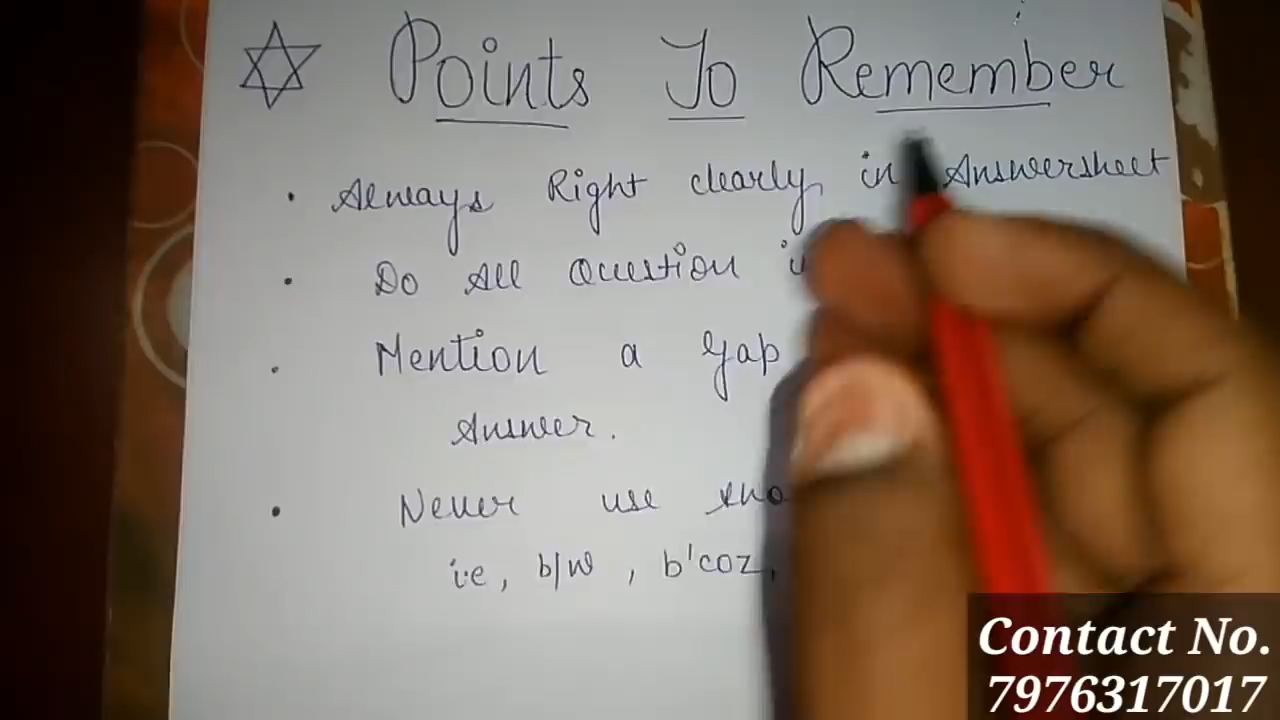 Points To Remember
• Always Right clearly in Answersheet
• Do All Question
• Mention a gap
Answer.
• Never use
i.e, b/w, b'coz,
Contact No.
7976317017